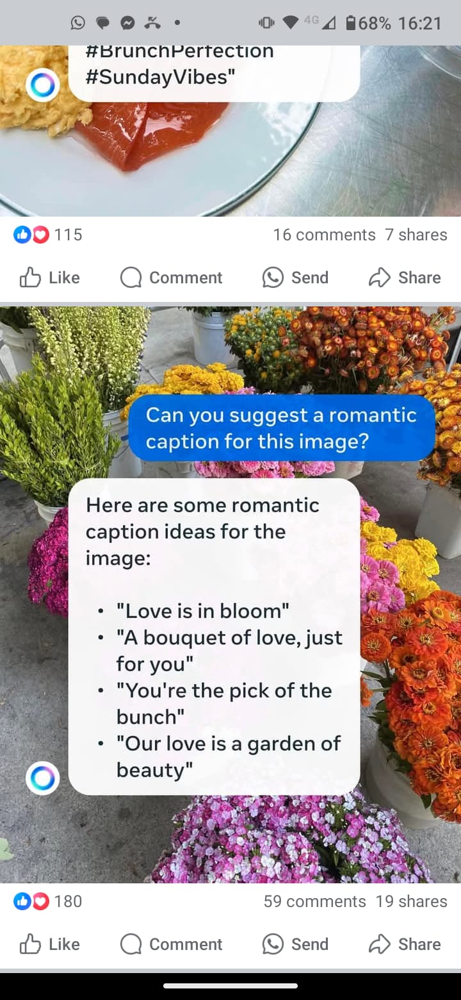 4G 68% 16:21
#BrunchPerfection
#SundayVibes"
115 16 comments 7 shares
Like Comment Send Share
Can you suggest a romantic
caption for this image?
Here are some romantic
caption ideas for the
image:
• "Love is in bloom"
• "A bouquet of love, just
for you"
• "You're the pick of the
bunch"
• "Our love is a garden of
beauty"
180 59 comments 19 shares
Like Comment Send Share